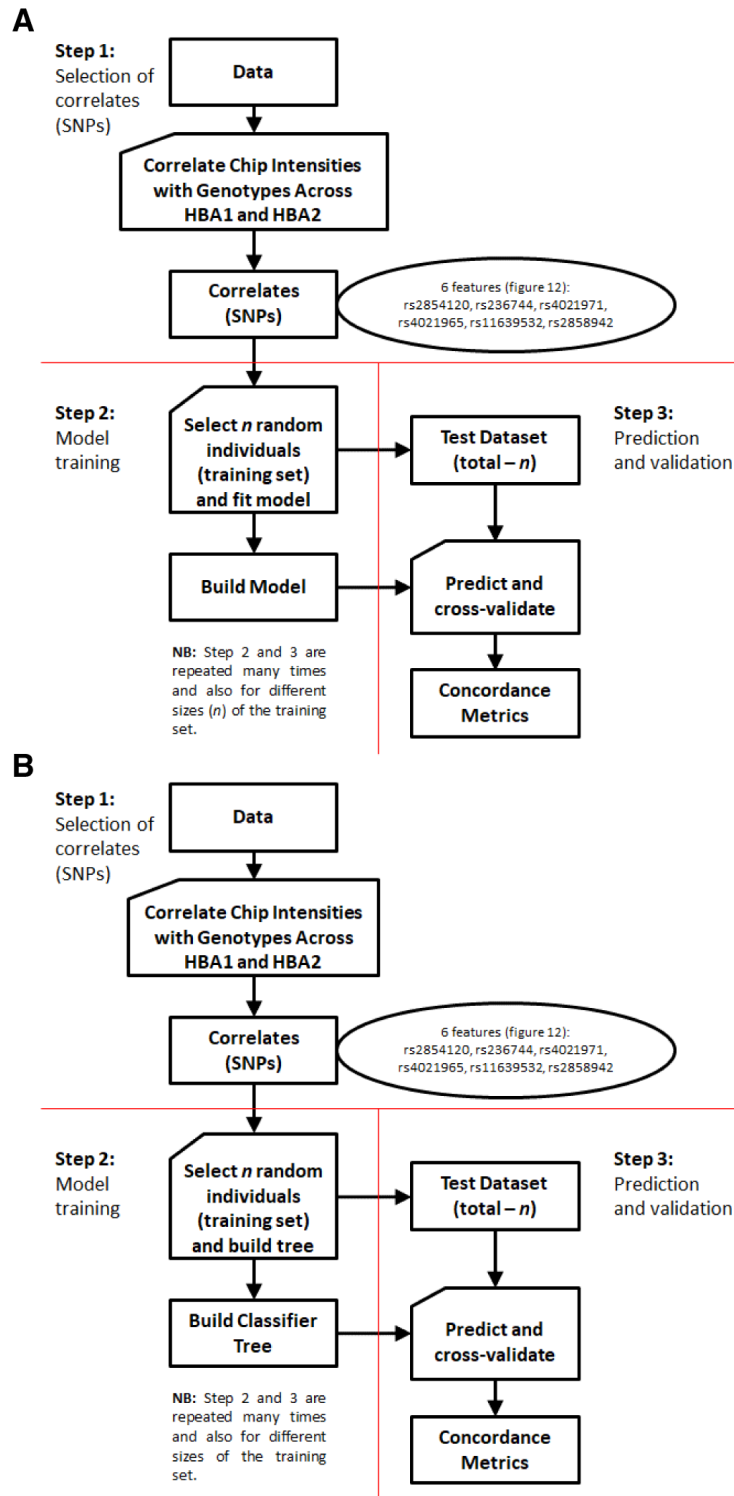 A
Step 1:
Selection of
correlates
(SNPs)
Data
Correlate Chip Intensities
with Genotypes Across
HBA1 and HBA2
Correlates
(SNPs)
6 features (figure 12):
rs2854120, rs236744, rs4021971,
rs4021965, rs11639532, rs2858942
Step 2:
Model
training
Select n random
individuals
(training set)
and fit model
Test Dataset
(total – n)
Step 3:
Prediction
and validation
Build Model
Predict and
cross-validate
NB: Step 2 and 3 are
repeated many times
and also for different
sizes (n) of the training
set.
Concordance
Metrics
B
Step 1:
Selection of
correlates
(SNPs)
Data
Correlate Chip Intensities
with Genotypes Across
HBA1 and HBA2
Correlates
(SNPs)
6 features (figure 12):
rs2854120, rs236744, rs4021971,
rs4021965, rs11639532, rs2858942
Step 2:
Model
training
Select n random
individuals
(training set)
and build tree
Test Dataset
(total – n)
Step 3:
Prediction
and validation
Build Classifier
Tree
Predict and
cross-validate
NB: Step 2 and 3 are
repeated many times
and also for different
sizes of the training
set.
Concordance
Metrics